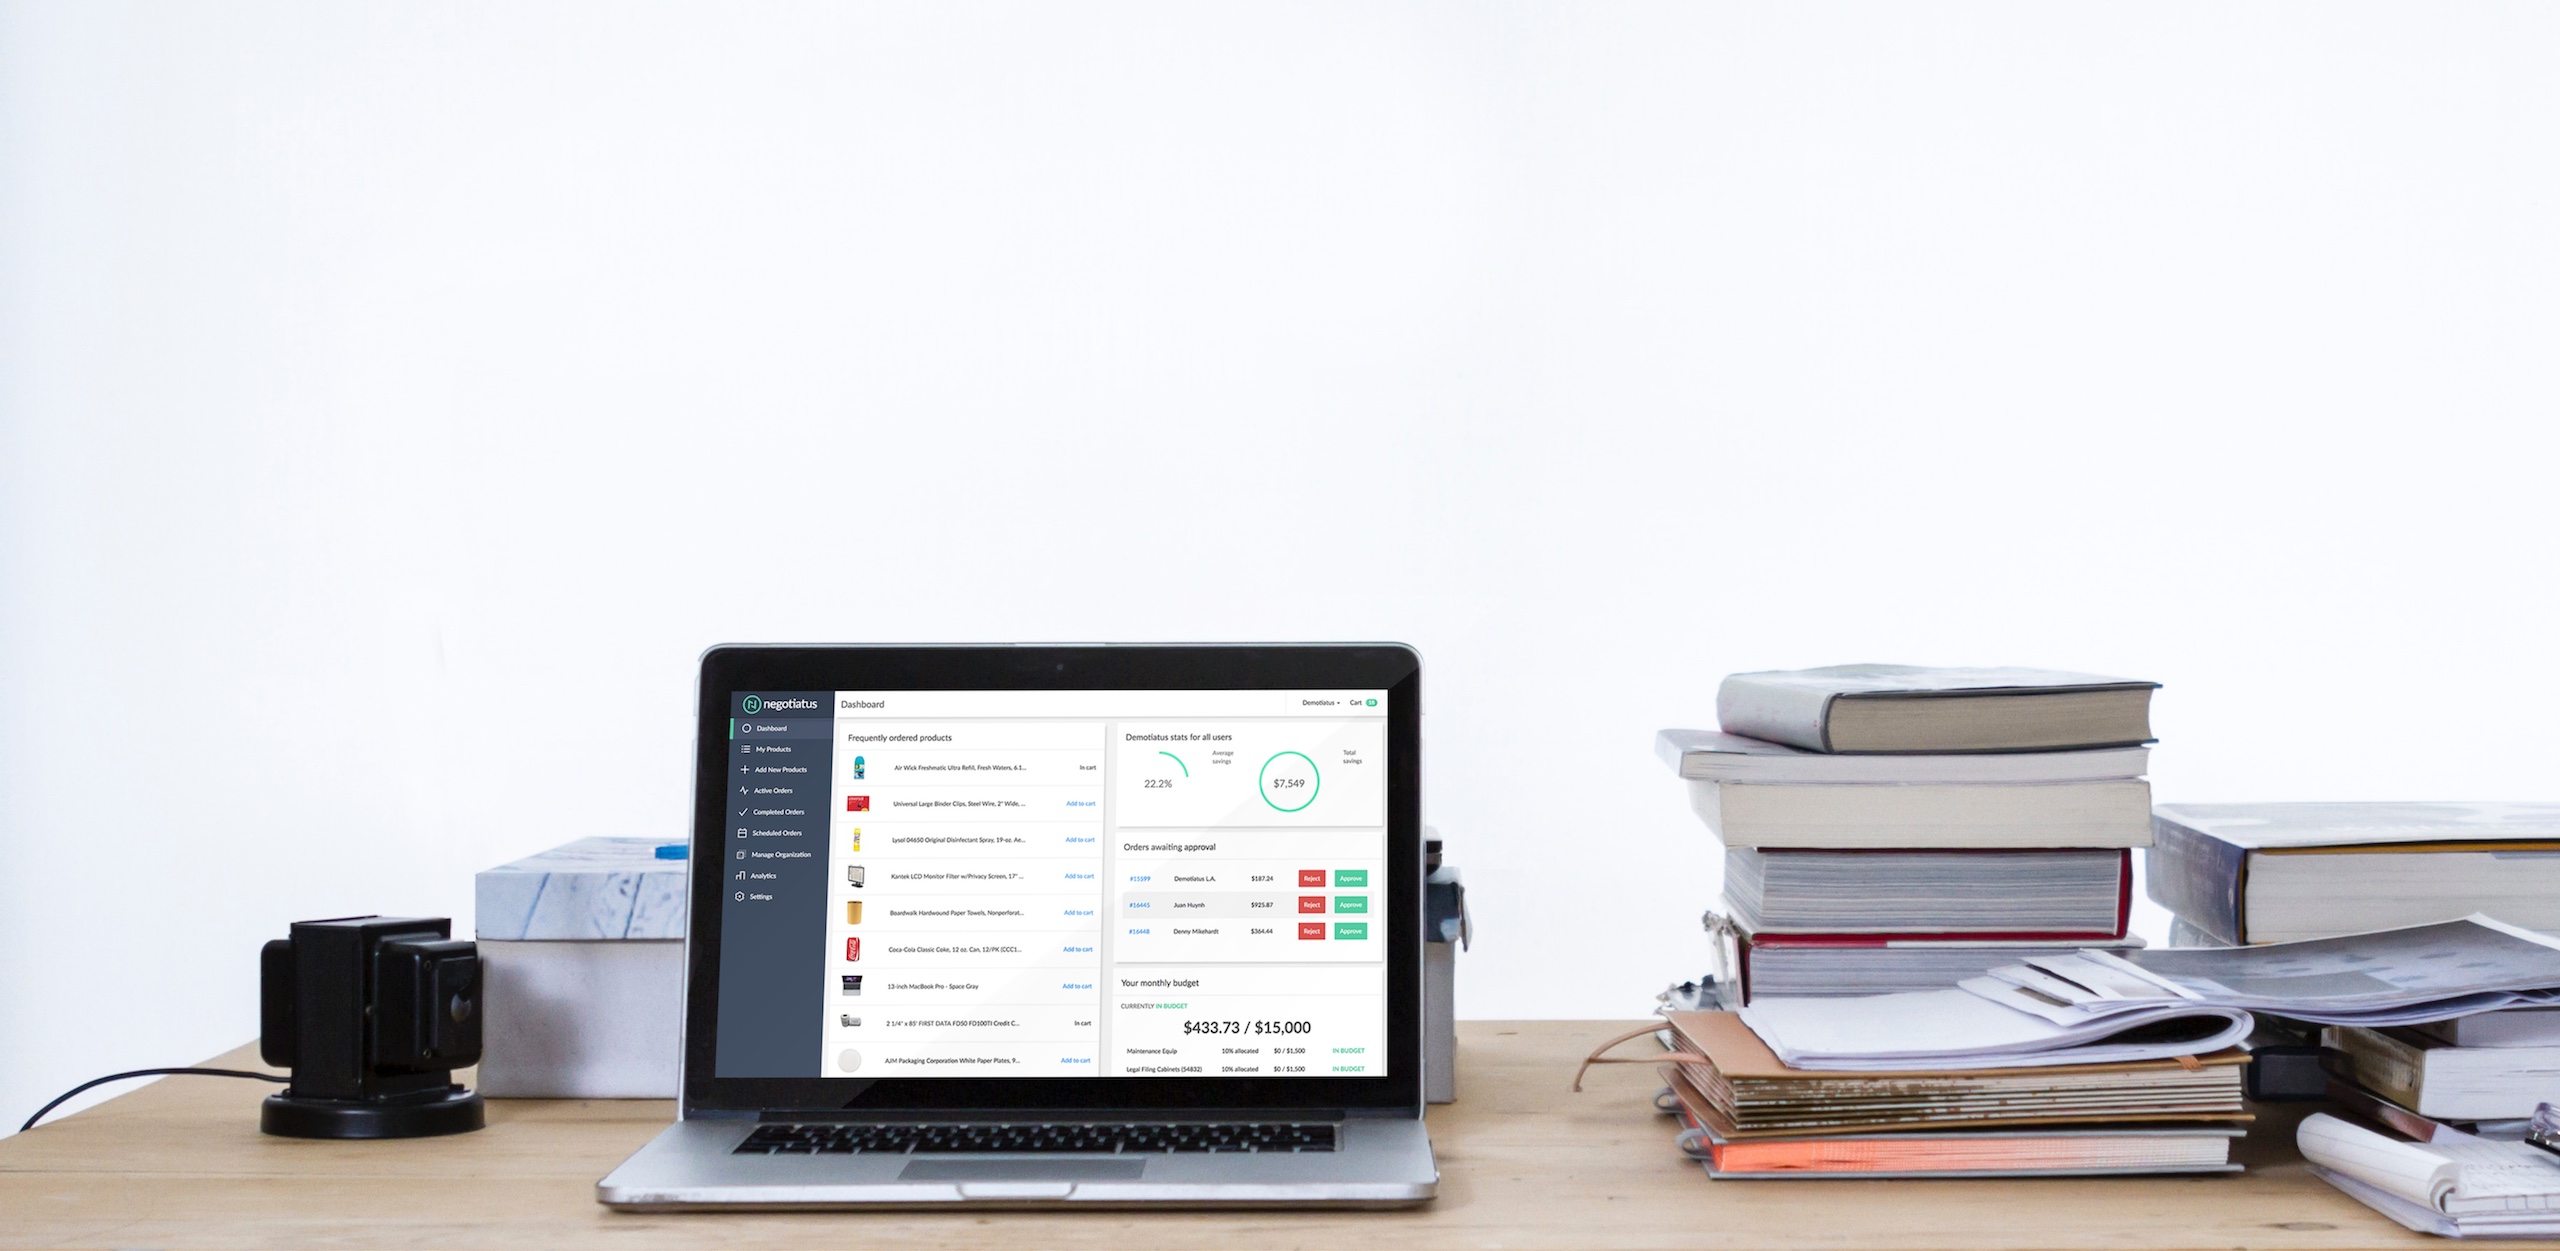 negotiatus
Dashboard
Demotiatus
Cart
Dashboard
My Products
Add New Products
Active Orders
Completed Orders
Scheduled Orders
Manage Organization
Analytics
Settings
Frequently ordered products
Air Wick Freshmatic Ultra Refill, Fresh Waters, 6.1...
In cart
Universal Large Binder Clips, Steel Wire, 2" Wide, ...
Add to cart
Lysol 04650 Original Disinfectant Spray, 19-oz. Ae...
Add to cart
Kantek LCD Monitor Filter w/Privacy Screen, 17" ...
Add to cart
Boardwalk Hardwound Paper Towels, Nonperforat...
Add to cart
Coca-Cola Classic Coke, 12 oz. Can, 12/PK (CCC1...
Add to cart
13-inch MacBook Pro - Space Gray
Add to cart
2 1/4" x 85' FIRST DATA FD50 FD100TI Credit C...
In cart
AJM Packaging Corporation White Paper Plates, 9...
Add to cart
Demotiatus stats for all users
22.2%
Average
savings
$7,549
Total
savings
Orders awaiting approval
#15599 Demotiatus L.A. $187.24 Reject Approve
#16445 Juan Huynh $925.87 Reject Approve
#16448 Denny Mikehardt $364.44 Reject Approve
Your monthly budget
CURRENTLY IN BUDGET
$433.73 / $15,000
Maintenance Equip 10% allocated $0 / $1,500 IN BUDGET
Legal Filing Cabinets (54832) 10% allocated $0 / $1,500 IN BUDGET